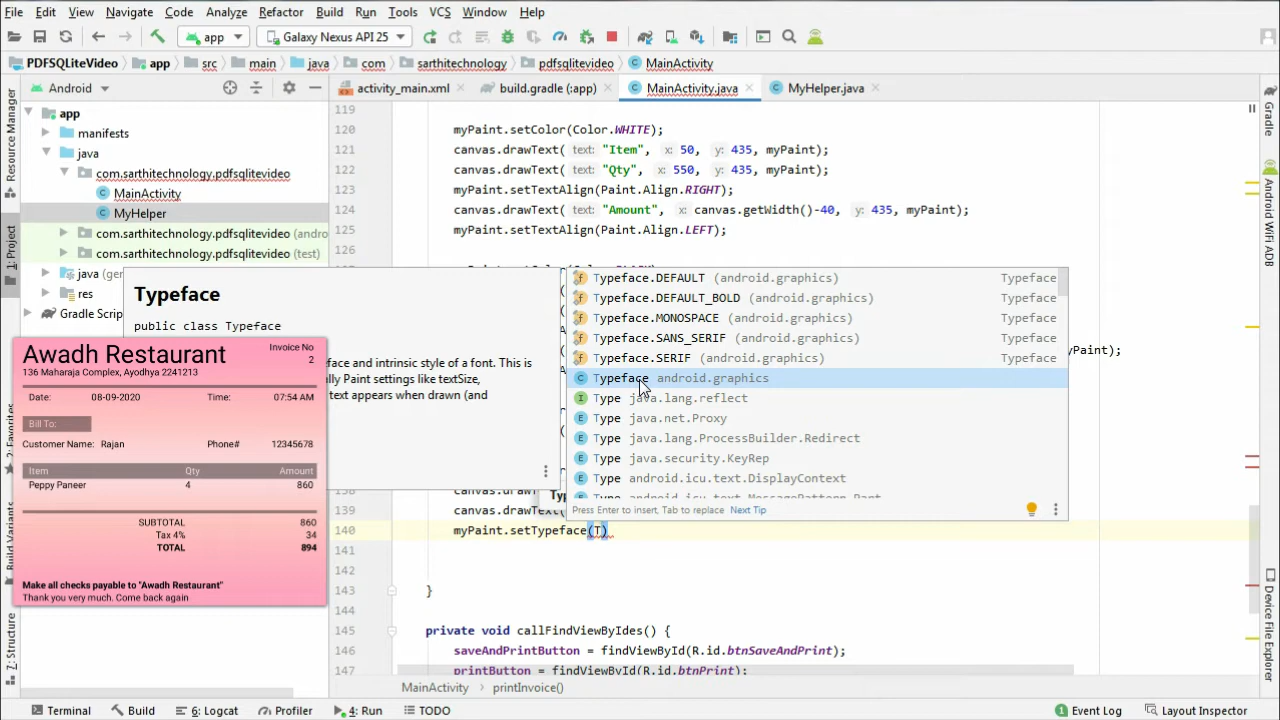 File Edit View Navigate Code Analyze Refactor Build Run Tools VCS Window Help
app Galaxy Nexus API 25
PDFSQLiteVideo app src main java com sarthitechnology pdfsqlitevideo MainActivity
Android activity_main.xml build.gradle (:app) MainActivity.java MyHelper.java
Resource Manager
1: Project
2: Favorites
Build Variants
7: Structure
app
manifests
java
com.sarthitechnology.pdfsqlitevideo
MainActivity
MyHelper
com.sarthitechnology.pdfsqlitevideo (andro
com.sarthitechnology.pdfsqlitevideo (test)
java (ger
res
Gradle Scrip
119
120 myPaint.setColor(Color.WHITE);
121 canvas.drawText( text: "Item", x: 50, y: 435, myPaint);
122 canvas.drawText( text: "Qty", x: 550, y: 435, myPaint);
123 myPaint.setTextAlign(Paint.Align.RIGHT);
124 canvas.drawText( text: "Amount", x: canvas.getWidth()-40, y: 435, myPaint);
125 myPaint.setTextAlign(Paint.Align.LEFT);
126
Typeface
public class Typeface
face and intrinsic style of a font. This is
lly Paint settings like textSize,
text appears when drawn (and
Typeface.DEFAULT (android.graphics) Typeface
Typeface.DEFAULT_BOLD (android.graphics) Typeface
Typeface.MONOSPACE (android.graphics) Typeface
Typeface.SANS_SERIF (android.graphics) Typeface
Typeface.SERIF (android.graphics) Typeface
Typeface android.graphics
Type java.lang.reflect
Type java.net.Proxy
Type java.lang.ProcessBuilder.Redirect
Type java.security.KeyRep
Type android.icu.text.DisplayContext
Type android.icu.text.MessagePattern.Part
Press Enter to insert, Tab to replace Next Tip
yPaint);
Awadh Restaurant
136 Maharaja Complex, Ayodhya 2241213
Invoice No
2
Date: 08-09-2020 Time: 07:54 AM
Bill To:
Customer Name: Rajan Phone# 12345678
Item Qty Amount
Peppy Paneer 4 860
SUBTOTAL 860
Tax 4% 34
TOTAL 894
Make all checks payable to "Awadh Restaurant"
Thank you very much. Come back again
138 canvas.draw
139 canvas.drawText(
140 myPaint.setTypeface(T)
141
142
143 }
144
145 private void callFindViewByIdes() {
146 saveAndPrintButton = findViewById(R.id.btnSaveAndPrint);
147 printButton = findViewById(R.id.btnPrint);
MainActivity printInvoice()
Gradle
Android WiFi ADB
Device File Explorer
Terminal Build 6: Logcat Profiler 4: Run TODO 1 Event Log Layout Inspector